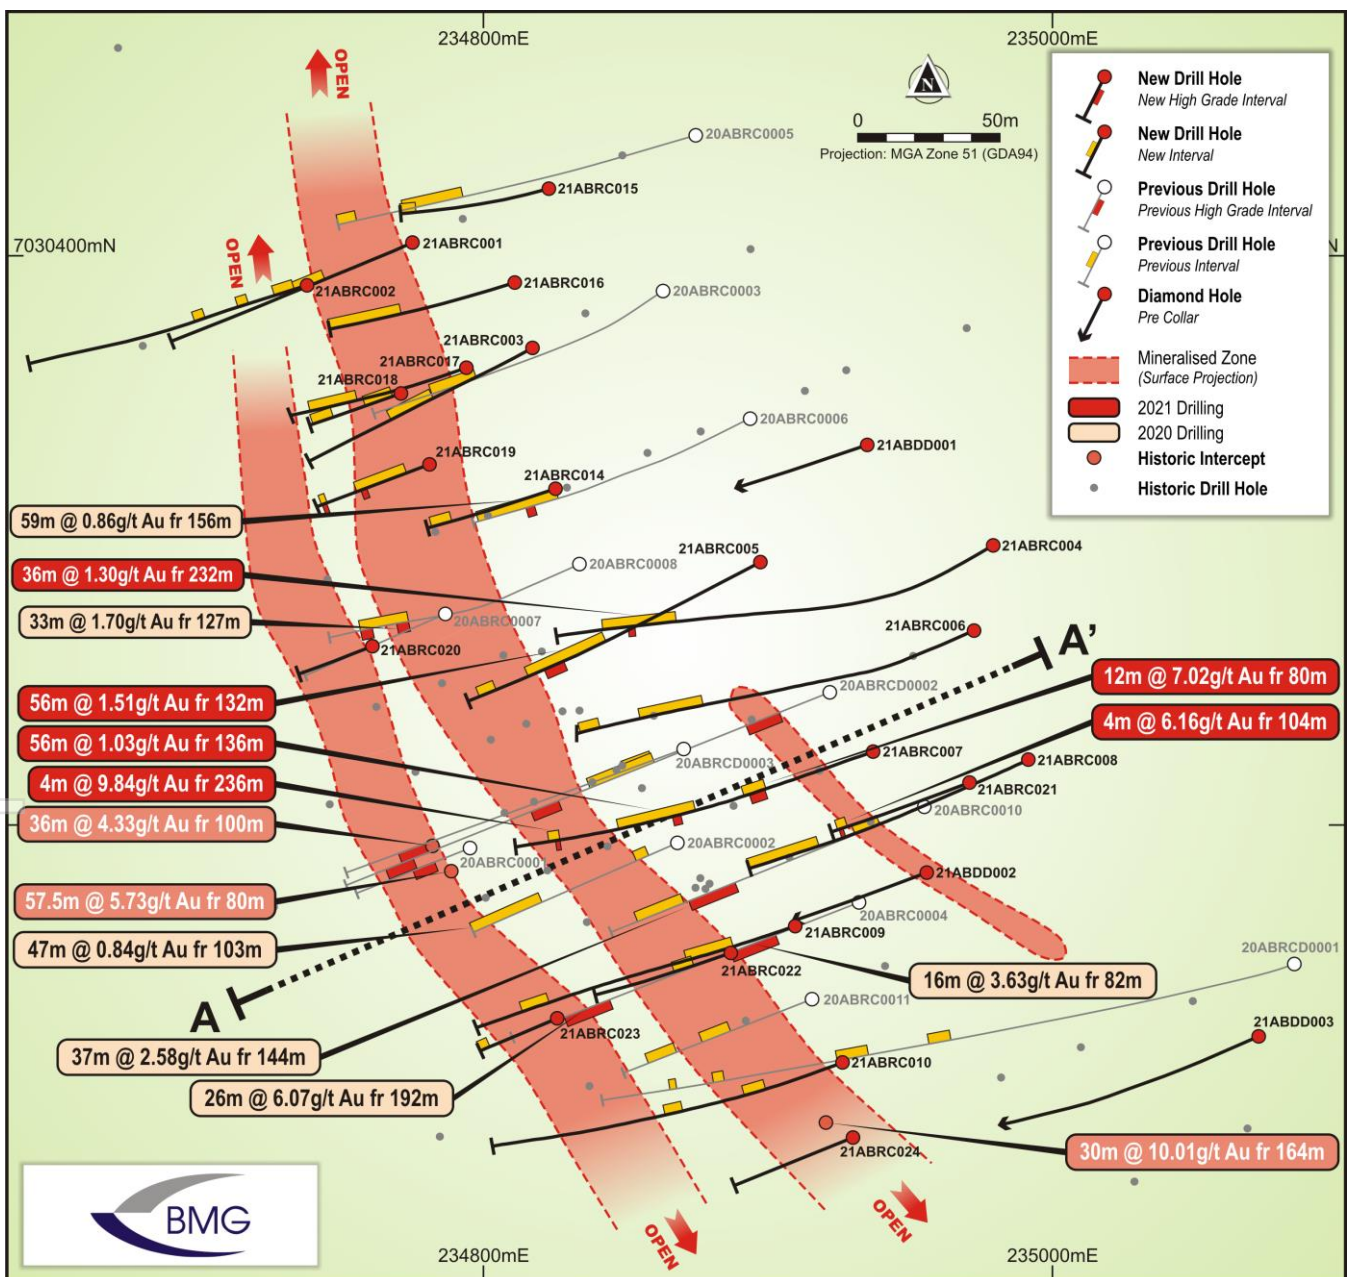 234800mE
235000mE
OPEN
N
0
50m
Projection: MGA Zone 51 (GDA94)
New Drill Hole
New High Grade Interval
New Drill Hole
New Interval
Previous Drill Hole
Previous High Grade Interval
Previous Drill Hole
Previous Interval
Diamond Hole
Pre Collar
Mineralised Zone
(Surface Projection)
2021 Drilling
2020 Drilling
Historic Intercept
Historic Drill Hole
20ABRC0005
21ABRC015
7030400mN
N
OPEN
21ABRC001
21ABRC002
21ABRC016
20ABRC0003
21ABRC003
21ABRC017
21ABRC018
20ABRC0006
21ABDD001
21ABRC019
21ABRC014
59m @ 0.86g/t Au fr 156m
21ABRC005
21ABRC004
20ABRC0008
36m @ 1.30g/t Au fr 232m
33m @ 1.70g/t Au fr 127m
20ABRC0007
21ABRC020
21ABRC006
A'
12m @ 7.02g/t Au fr 80m
56m @ 1.51g/t Au fr 132m
20ABRCD0002
4m @ 6.16g/t Au fr 104m
56m @ 1.03g/t Au fr 136m
20ABRCD0003
21ABRC007
21ABRC008
4m @ 9.84g/t Au fr 236m
21ABRC021
20ABRC0010
36m @ 4.33g/t Au fr 100m
20ABRC0002
20ABRC0001
21ABDD002
57.5m @ 5.73g/t Au fr 80m
20ABRC0004
21ABRC009
47m @ 0.84g/t Au fr 103m
20ABRCD0001
21ABRC022
16m @ 3.63g/t Au fr 82m
20ABRC0011
A
21ABRC023
21ABDD003
37m @ 2.58g/t Au fr 144m
21ABRC010
26m @ 6.07g/t Au fr 192m
30m @ 10.01g/t Au fr 164m
21ABRC024
BMG
OPEN
OPEN
234800mE
235000mE